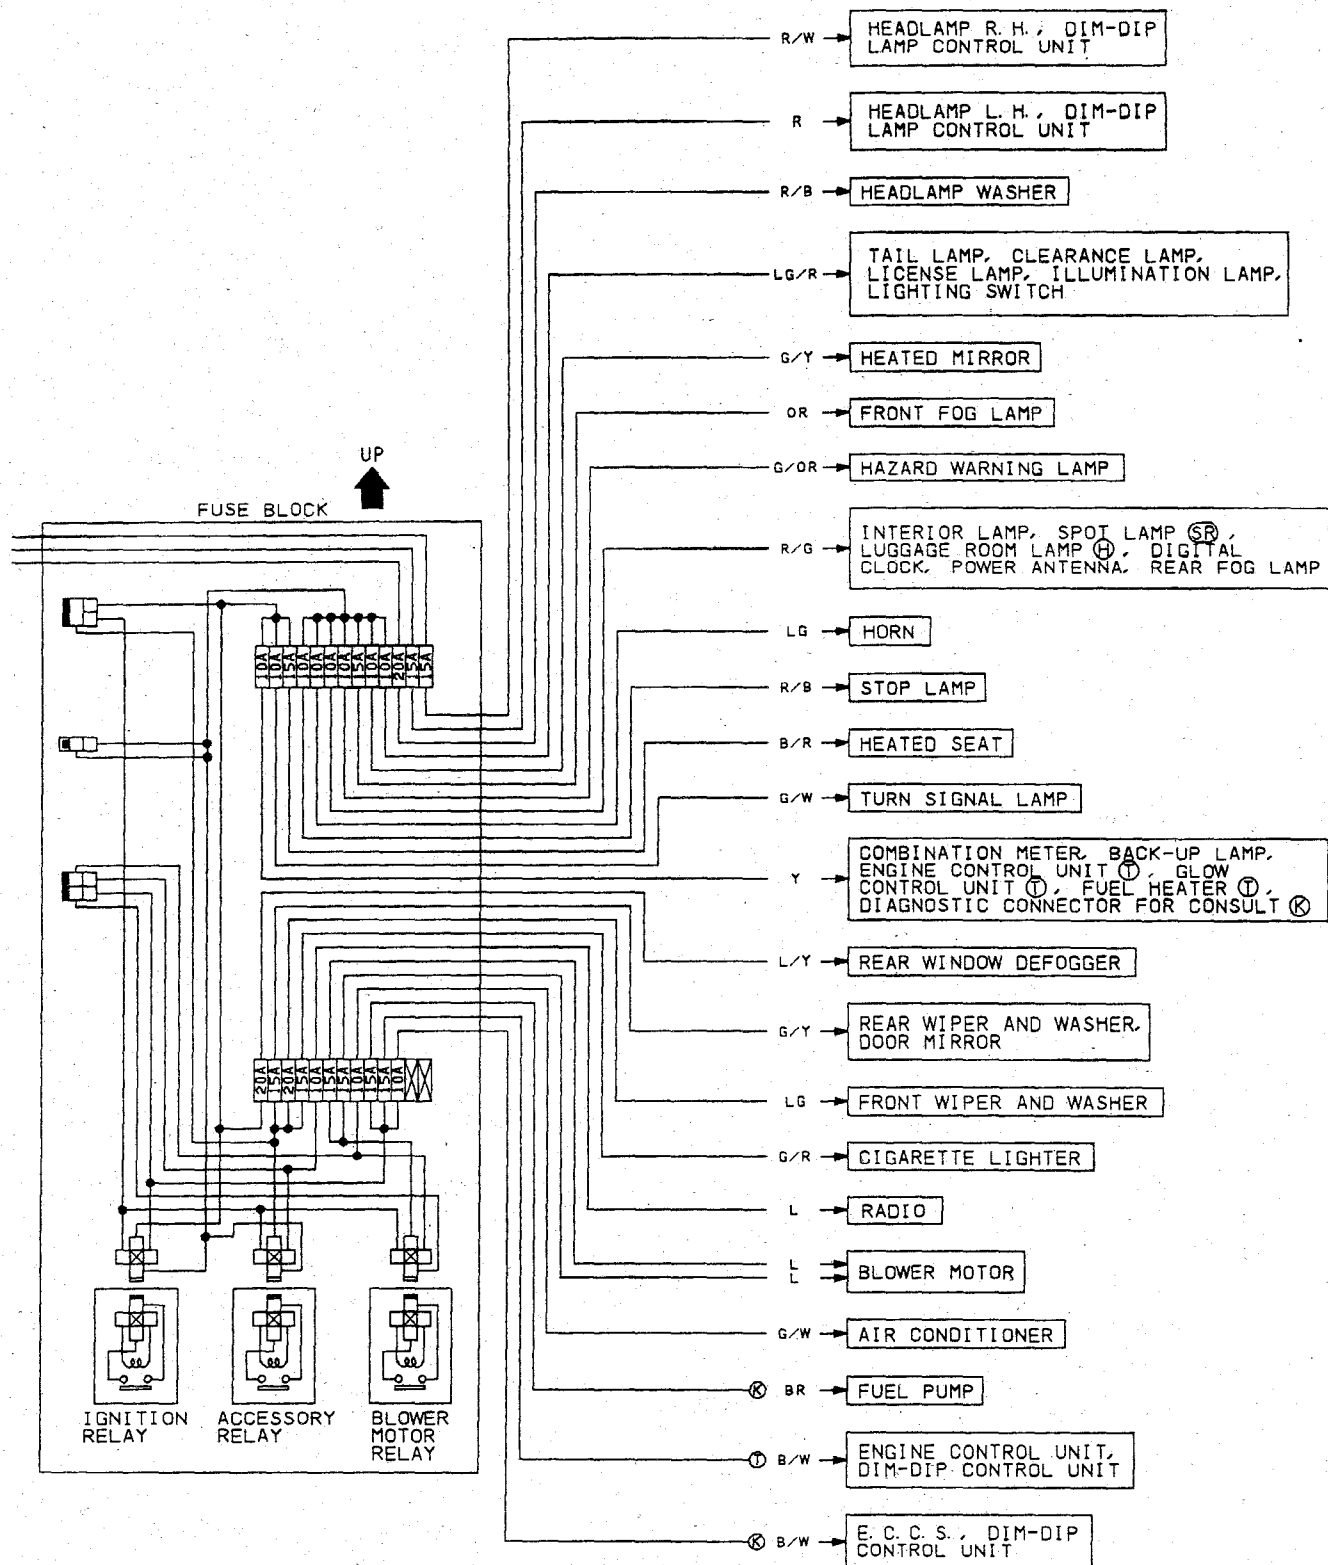 R/W HEADLAMP R. H. , DIM-DIP
LAMP CONTROL UNIT
R HEADLAMP L. H. , DIM-DIP
LAMP CONTROL UNIT
R/B HEADLAMP WASHER
LG/R TAIL LAMP, CLEARANCE LAMP,
LICENSE LAMP, ILLUMINATION LAMP,
LIGHTING SWITCH
G/Y HEATED MIRROR
OR FRONT FOG LAMP
G/OR HAZARD WARNING LAMP
R/G INTERIOR LAMP, SPOT LAMP SR ,
LUGGAGE ROOM LAMP H , DIGITAL
CLOCK, POWER ANTENNA, REAR FOG LAMP
LG HORN
R/B STOP LAMP
B/R HEATED SEAT
G/W TURN SIGNAL LAMP
Y COMBINATION METER, BACK-UP LAMP,
ENGINE CONTROL UNIT T , GLOW
CONTROL UNIT T , FUEL HEATER T ,
DIAGNOSTIC CONNECTOR FOR CONSULT K
L/Y REAR WINDOW DEFOGGER
G/Y REAR WIPER AND WASHER,
DOOR MIRROR
LG FRONT WIPER AND WASHER
G/R CIGARETTE LIGHTER
L RADIO
L
L BLOWER MOTOR
G/W AIR CONDITIONER
K BR FUEL PUMP
T B/W ENGINE CONTROL UNIT,
DIM-DIP CONTROL UNIT
K B/W E. C. C. S. , DIM-DIP
CONTROL UNIT
UP
FUSE BLOCK
10A 10A 15A 10A 10A 10A 10A 15A 10A 10A 20A 15A 15A
20A 15A 20A 15A 10A 15A 15A 10A 15A 15A 10A
IGNITION
RELAY
ACCESSORY
RELAY
BLOWER
MOTOR
RELAY